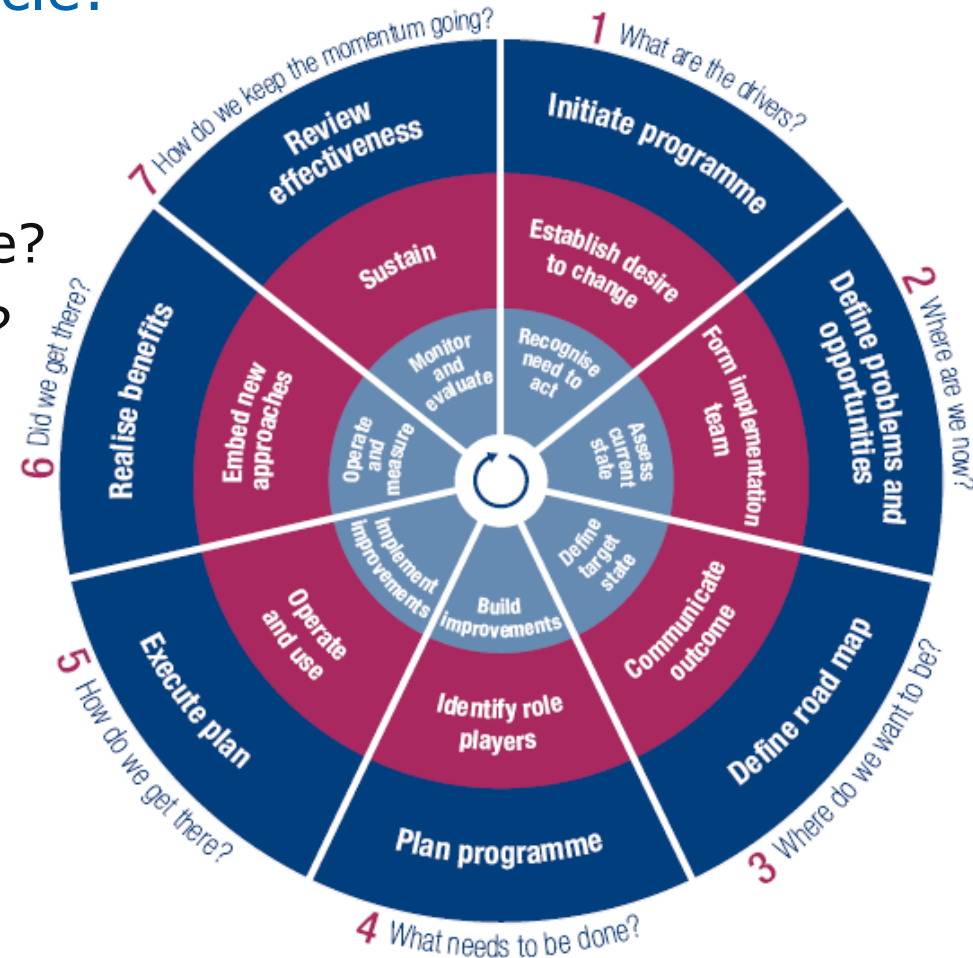 cle?
e?
?
1 What are the drivers?
Initiate programme
Establish desire
to change
Recognise
need to
act
2 Where are we now?
Define problems and
opportunities
Form implementation
team
Assess
current
state
3 Where do we want to be?
Define road map
Communicate
outcome
Define
target
state
4 What needs to be done?
Plan programme
Identify role
players
Build
improvements
5 How do we get there?
Execute plan
Operate
and use
Implement
improvements
6 Did we get there?
Realise benefits
Embed new
approaches
Operate
and
measure
7 How do we keep the momentum going?
Review
effectiveness
Sustain
Monitor
and
evaluate